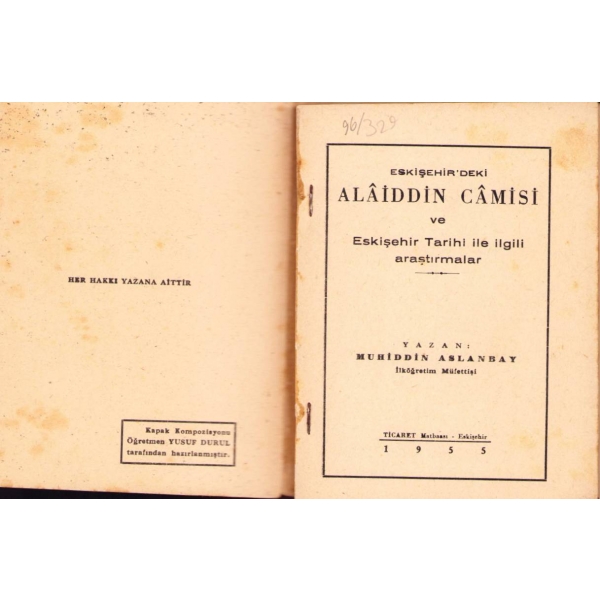 HER HAKKI YAZANA AİTTİR
Kapak Kompozisyonu
Öğretmen YUSUF DURUL
tarafından hazırlanmıştır.
96/329
ESKİŞEHİR'DEKİ
ALÂİDDİN CÂMİSİ
ve
Eskişehir Tarihi ile ilgili
araştırmalar
YAZAN:
MUHİDDİN ASLANBAY
İlköğretim Müfettişi
TİCARET Matbaası - Eskişehir
1955